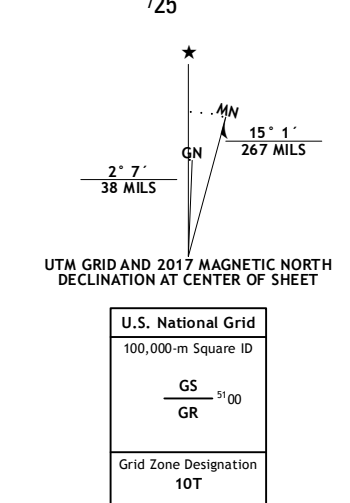 /25
★
MN
GN
15° 1´
267 MILS
2° 7´
38 MILS
UTM GRID AND 2017 MAGNETIC NORTH
DECLINATION AT CENTER OF SHEET
U.S. National Grid
100,000-m Square ID
GS
5100
GR
Grid Zone Designation
10T